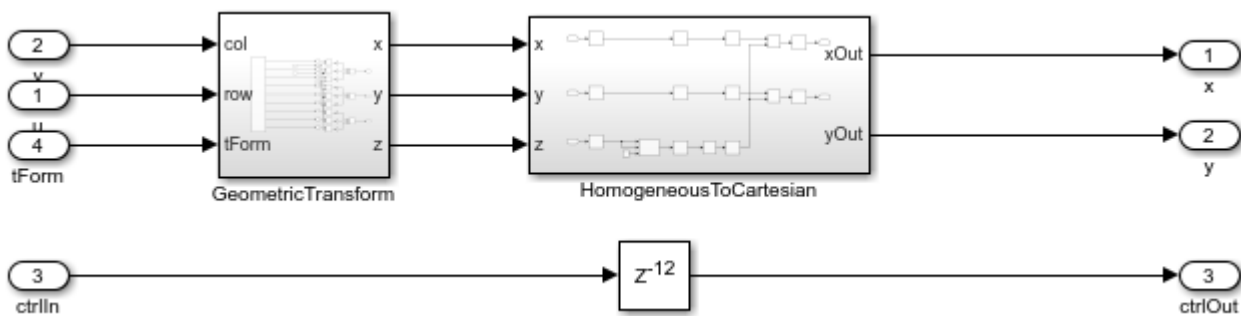 2
col
x
x
xOut
1
x
v
1
row
y
y
u
4
tForm
z
z
yOut
2
y
tForm
GeometricTransform
HomogeneousToCartesian
3
ctrlIn
Z-12
3
ctrlOut